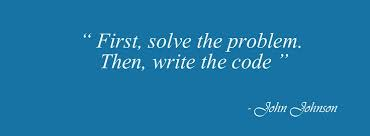 “ First, solve the problem.
Then, write the code ”
- John Johnson